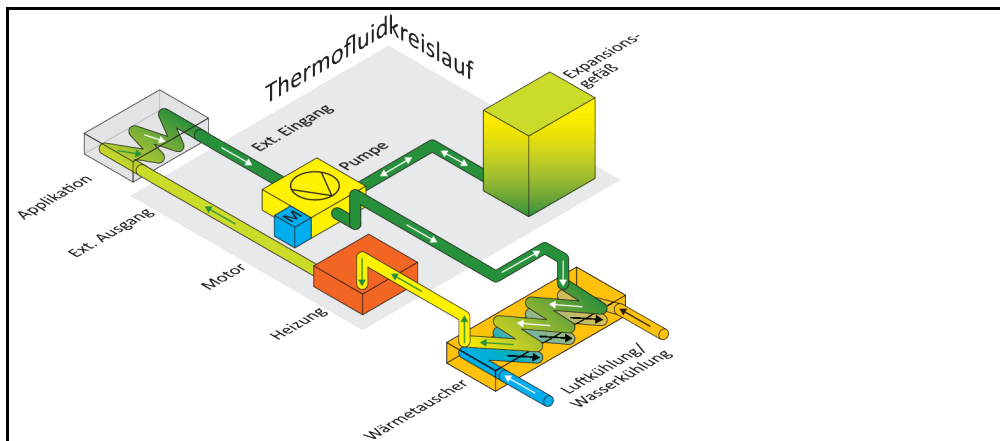 Thermofluidkreislauf
Expansions-
gefäß
Ext. Eingang
Pumpe
M
Applikation
Ext. Ausgang
Motor
Heizung
Wärmetauscher
Luftkühlung/
Wasserkühlung